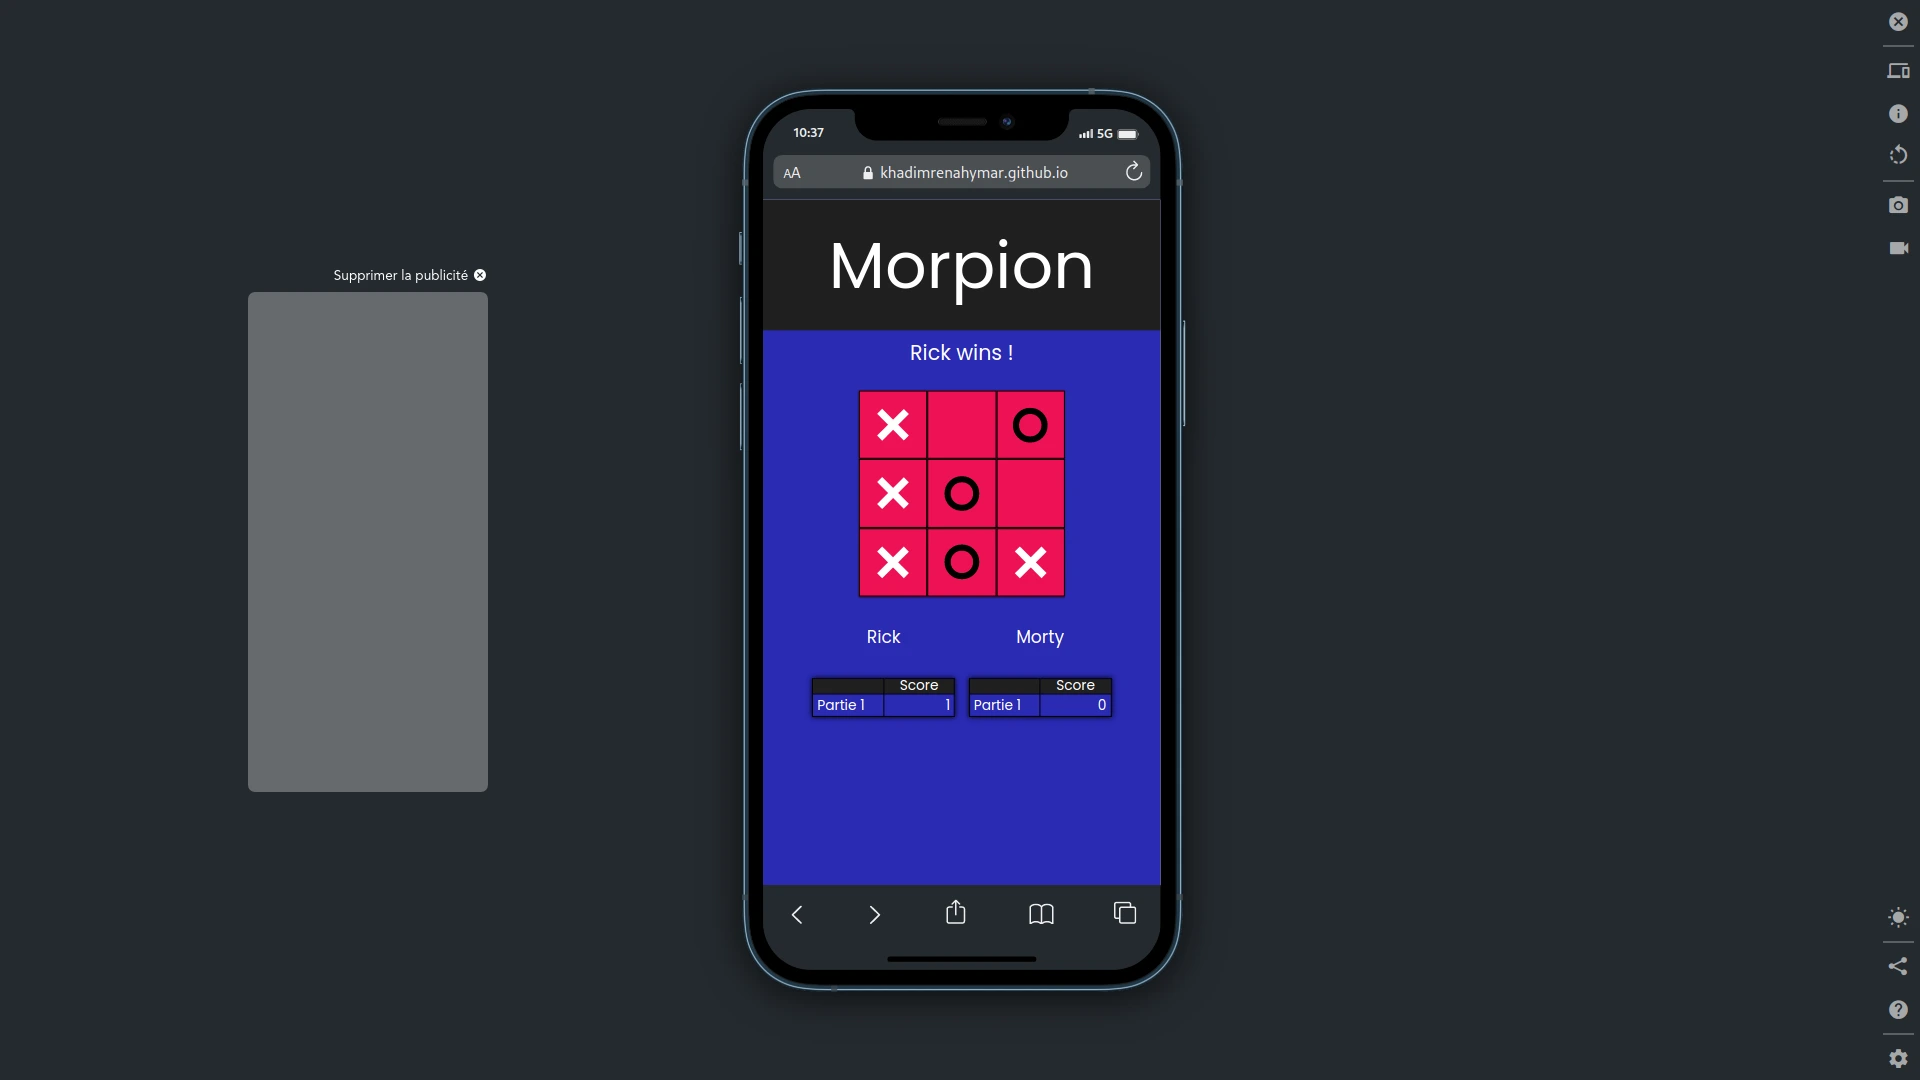 Supprimer la publicité
10:37
5G
AA khadimrenahymar.github.io
Morpion
Rick wins !
Rick Morty
Score Score
Partie 1 1 Partie 1 0